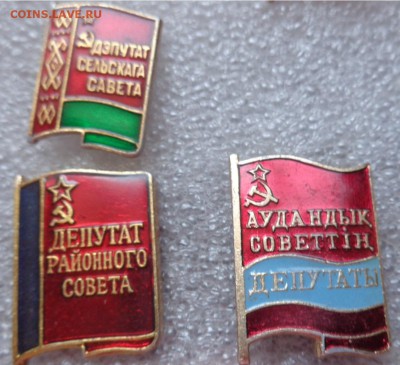 COINS.LAVE.RU
ДЭПУТАТ
СЕЛЬСКАГА
САВЕТА
ДЕПУТАТ
РАЙОННОГО
СОВЕТА
АУДАНДЫҚ
СОВЕТТІҢ
ДЕПУТАТЫ